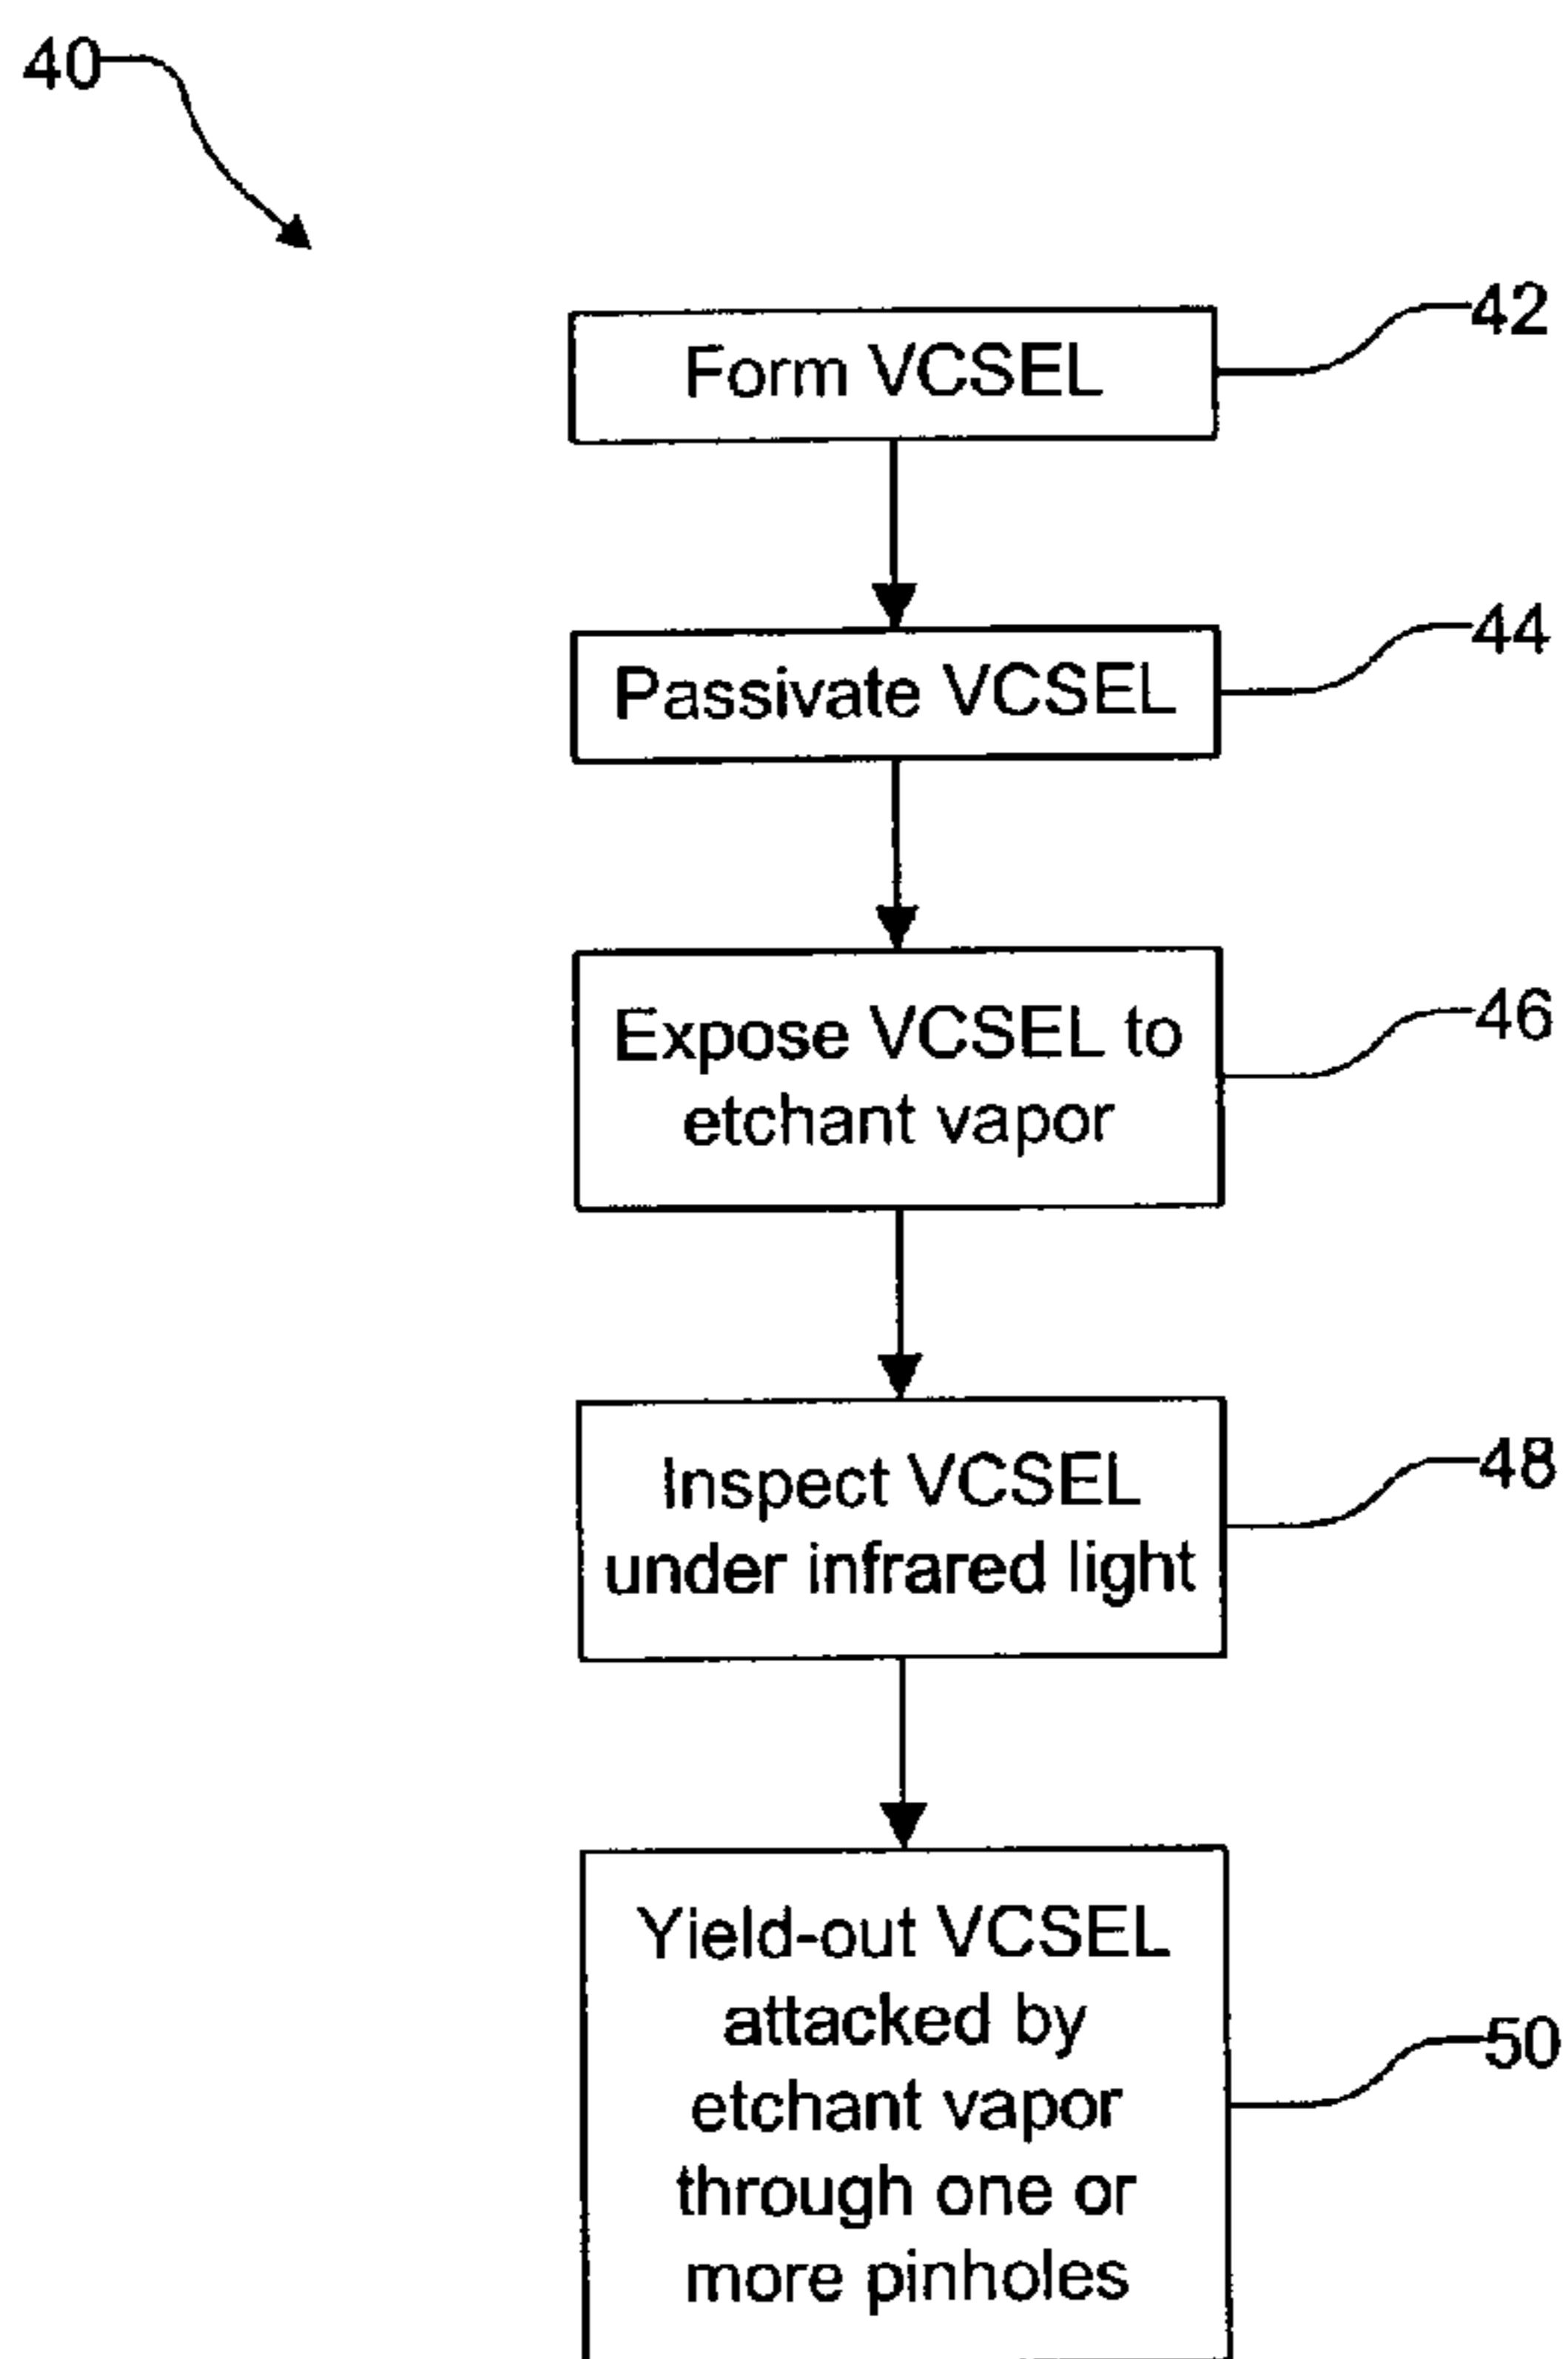 40
42
Form VCSEL
44
Passivate VCSEL
46
Expose VCSEL to
etchant vapor
48
Inspect VCSEL
under infrared light
50
Yield-out VCSEL
attacked by
etchant vapor
through one or
more pinholes